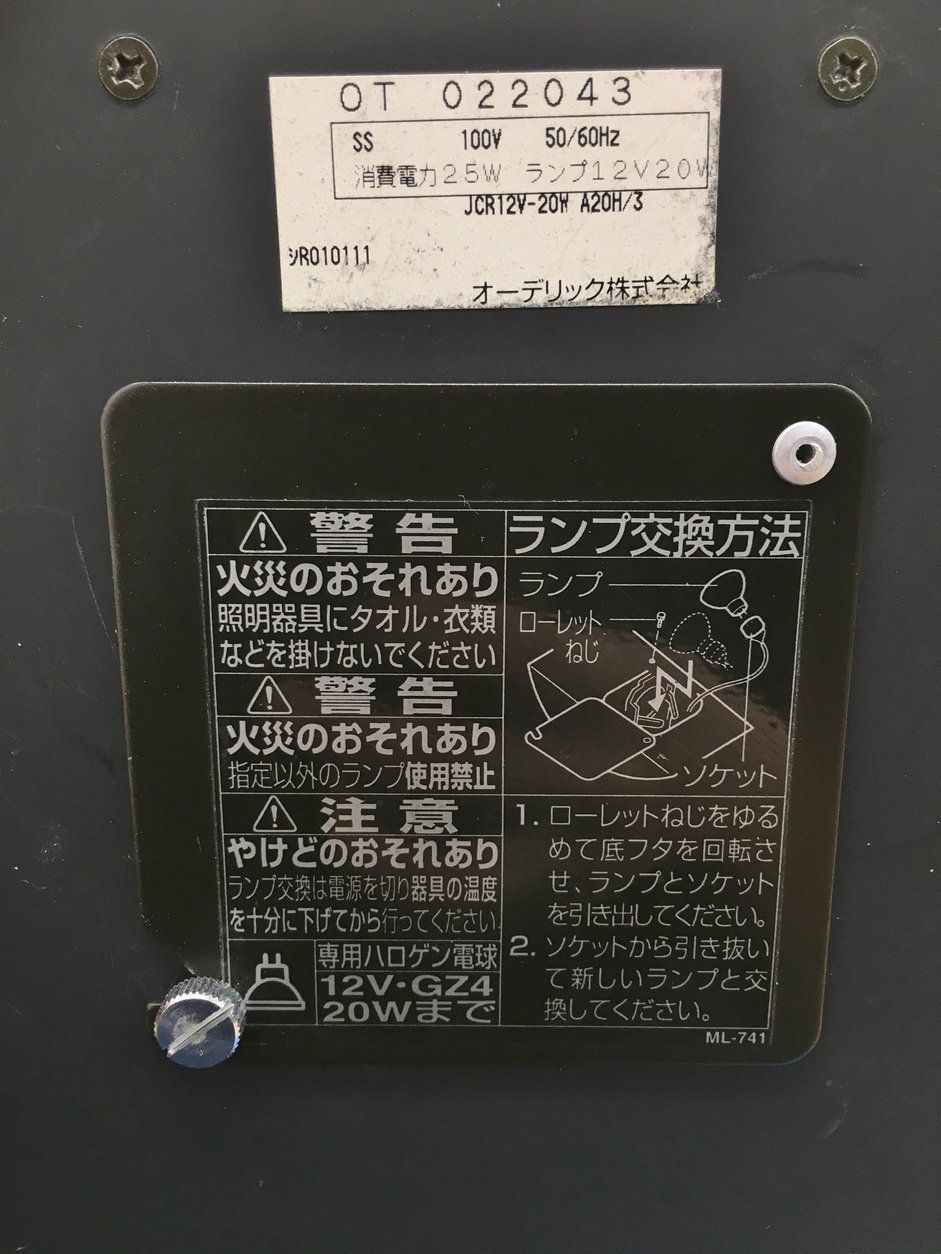 OT 022043
SS 100V 50/60Hz
消費電力25W ランプ12V20W
JCR12V-20W A20H/3
シR010111
オーデリック株式会社
警告
火災のおそれあり
照明器具にタオル・衣類
などを掛けないでください
警告
火災のおそれあり
指定以外のランプ使用禁止
注意
やけどのおそれあり
ランプ交換は電源を切り器具の温度
を十分に下げてから行ってください
専用ハロゲン電球
12V・GZ4
20Wまで
ランプ交換方法
ランプ
ローレット
ねじ
ソケット
1. ローレットねじをゆる
めて底フタを回転さ
せ、ランプとソケット
を引き出してください。
2. ソケットから引き抜い
て新しいランプと交
換してください。
ML-741